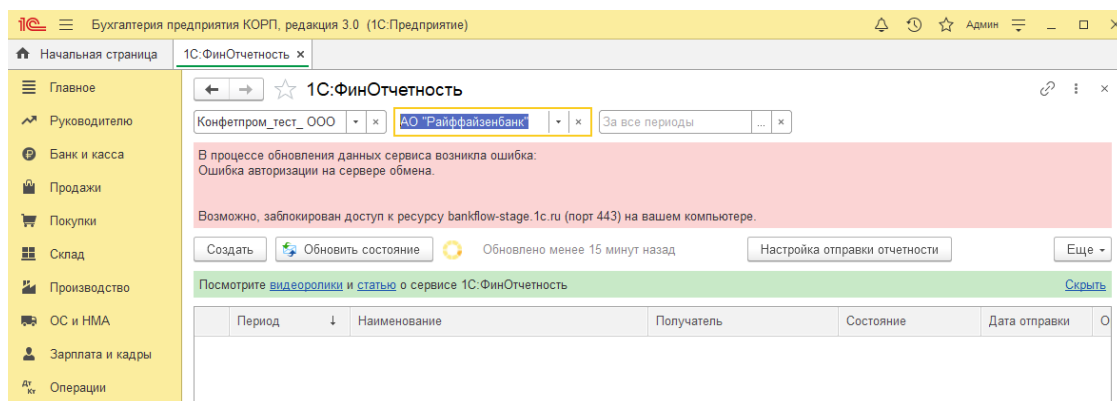 1С Бухгалтерия предприятия КОРП, редакция 3.0 (1С:Предприятие) Админ
Начальная страница 1С:ФинОтчетность ×
Главное
Руководителю
Банк и касса
Продажи
Покупки
Склад
Производство
ОС и НМА
Зарплата и кадры
Дт Кт Операции
1С:ФинОтчетность
Конфетпром_тест_ ООО АО "Райффайзенбанк" За все периоды ...
В процессе обновления данных сервиса возникла ошибка:
Ошибка авторизации на сервере обмена.
Возможно, заблокирован доступ к ресурсу bankflow-stage.1c.ru (порт 443) на вашем компьютере.
Создать Обновить состояние Обновлено менее 15 минут назад Настройка отправки отчетности Еще
Посмотрите видеоролики и статью о сервисе 1С:ФинОтчетность Скрыть
Период ↓ Наименование Получатель Состояние Дата отправки О